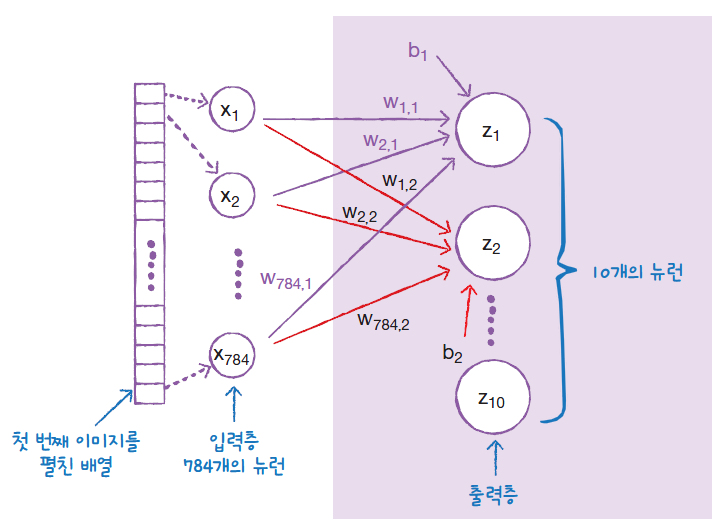 b1
x1
w1,1
z1
w2,1
w1,2
x2
w2,2
z2
10개의 뉴런
w784,1
w784,2
x784
b2
z10
첫 번째 이미지를
펼친 배열
입력층
784개의 뉴런
출력층